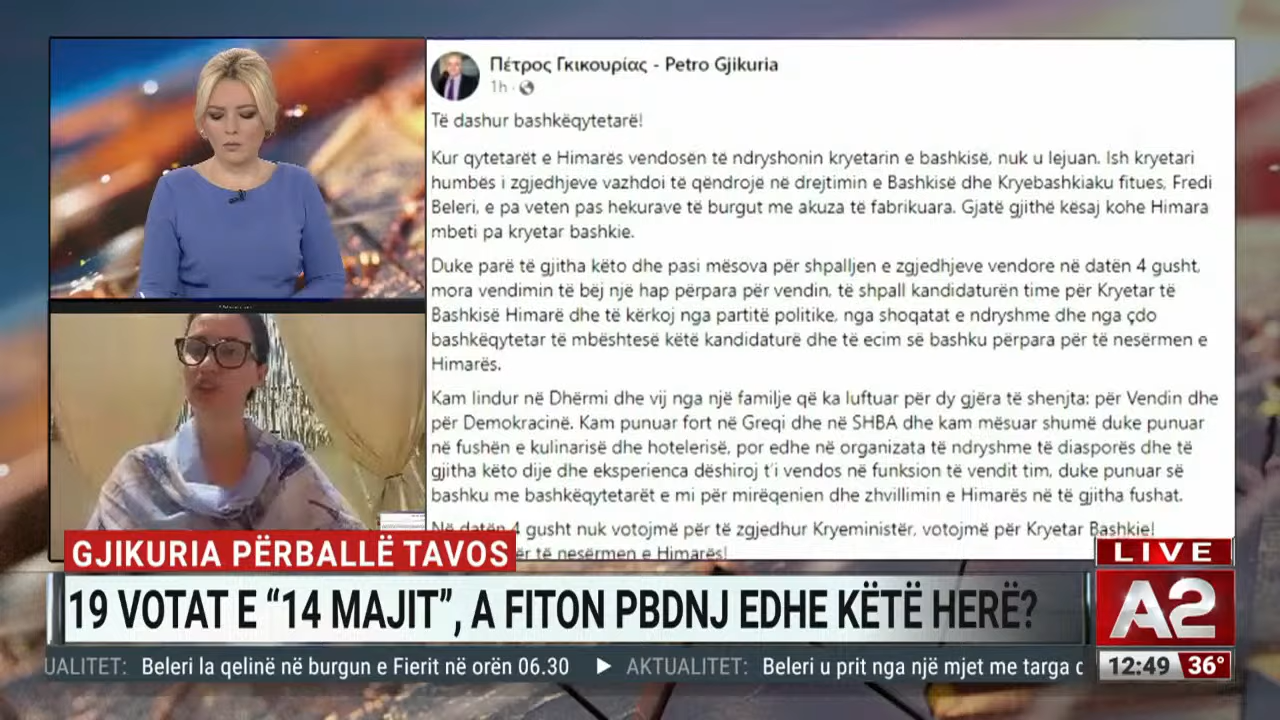 Πέτρος Γκικουρίας - Petro Gjikuria
1h
Të dashur bashkëqytetarë!
Kur qytetarët e Himarës vendosën të ndryshonin kryetarin e bashkisë, nuk u lejuan. Ish kryetari
humbës i zgjedhjeve vazhdoi të qëndrojë në drejtimin e Bashkisë dhe Kryebashkiaku fitues, Fredi
Beleri, e pa veten pas hekurave të burgut me akuza të fabrikuara. Gjatë gjithë kësaj kohe Himara
mbeti pa kryetar bashkie.
Duke parë të gjitha këto dhe pasi mësova për shpalljen e zgjedhjeve vendore në datën 4 gusht,
mora vendimin të bëj një hap përpara për vendin, të shpall kandidaturën time për Kryetar të
Bashkisë Himarë dhe të kërkoj nga partitë politike, nga shoqatat e ndryshme dhe nga çdo
bashkëqytetar të mbështesë këtë kandidaturë dhe të ecim së bashku përpara për të nesërmen e
Himarës.
Kam lindur në Dhërmi dhe vij nga një familje që ka luftuar për dy gjëra të shenjta: për Vendin dhe
për Demokracinë. Kam punuar fort në Greqi dhe në SHBA dhe kam mësuar shumë duke punuar
në fushën e kulinarisë dhe hotelerisë, por edhe në organizata të ndryshme të diasporës dhe të
gjitha këto dije dhe eksperienca dëshiroj t'i vendos në funksion të vendit tim, duke punuar së
bashku me bashkëqytetarët e mi për mirëqenien dhe zhvillimin e Himarës në të gjitha fushat.
Në datën 4 gusht nuk votojmë për të zgjedhur Kryeministër, votojmë për Kryetar Bashkie!
ër të nesërmen e Himarës!
GJIKURIA PËRBALLË TAVOS
19 VOTAT E “14 MAJIT”, A FITON PBDNJ EDHE KËTË HERË?
LIVE
A2
12:49 36°
UALITET: Beleri la qelinë në burgun e Fierit në orën 06.30 ▶ AKTUALITET: Beleri u prit nga një mjet me targa